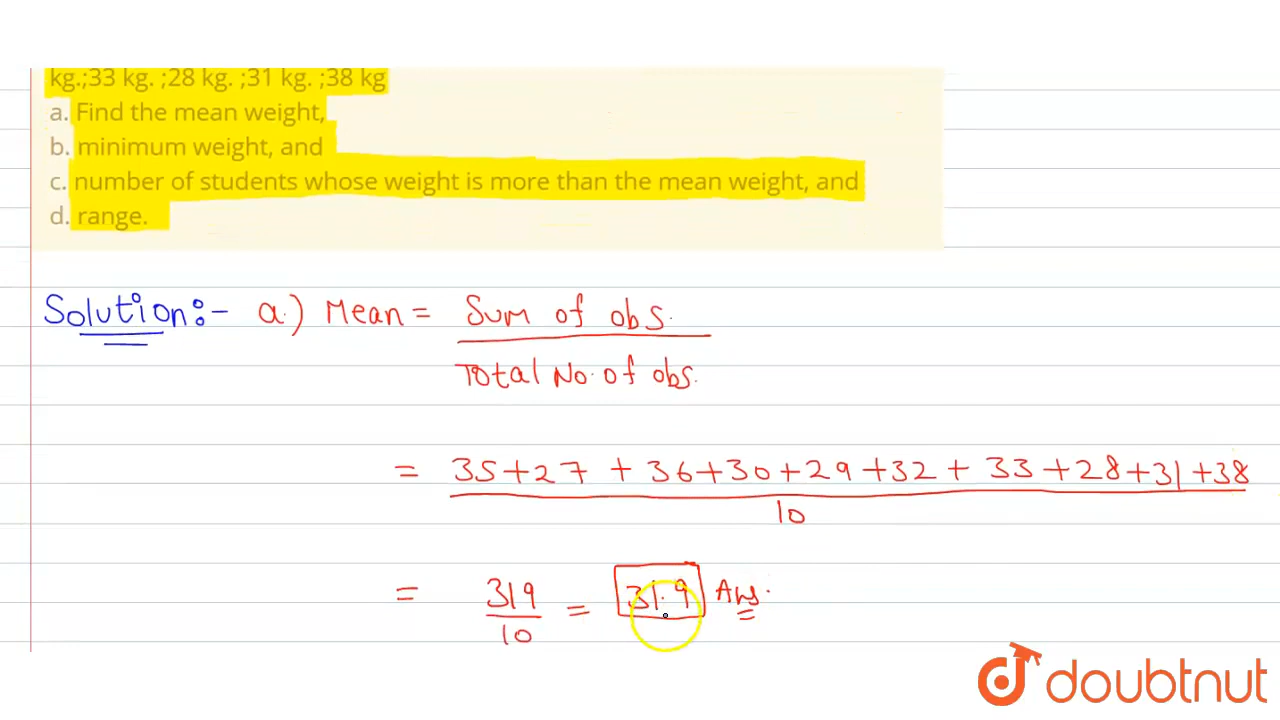 kg.;33 kg. ;28 kg. ;31 kg. ;38 kg
a. Find the mean weight,
b. minimum weight, and
c. number of students whose weight is more than the mean weight, and
d. range.
Solution:- a.) Mean = Sum of obs.
Total No. of obs.
= 35+27 + 36+30+29+32 + 33+28+31+38
10
= 319 = 31.9 Ans.
10
doubtnut